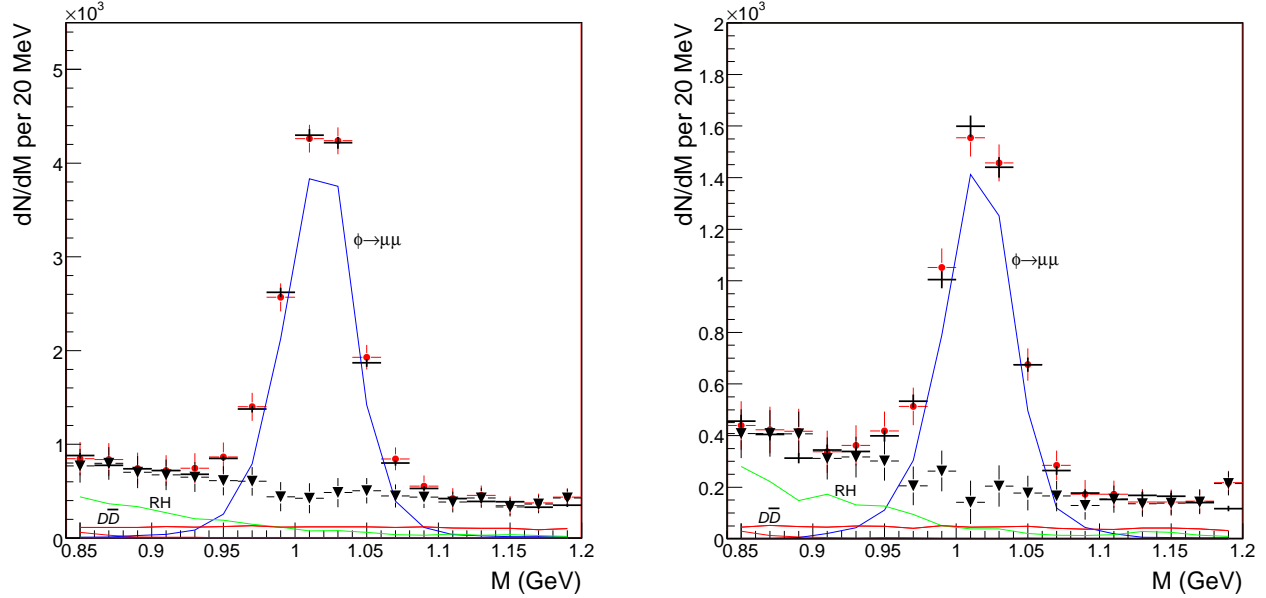 ×10³
dN/dM per 20 MeV
5
4
3
2
1
0
φ→μμ
RH
DD̅
0.85 0.9 0.95 1 1.05 1.1 1.15 1.2
M (GeV)
×10³
dN/dM per 20 MeV
2
1.8
1.6
1.4
1.2
1
0.8
0.6
0.4
0.2
0
φ→μμ
RH
DD̅
0.85 0.9 0.95 1 1.05 1.1 1.15 1.2
M (GeV)